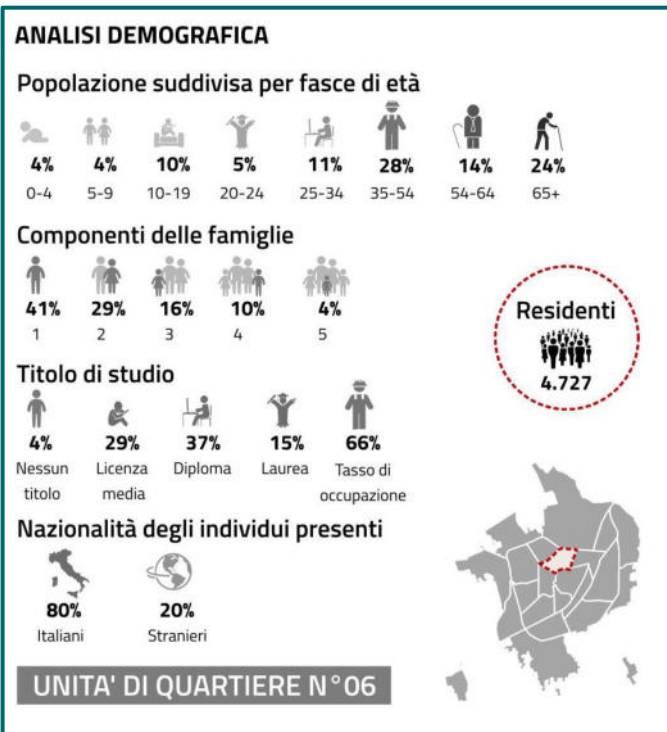 ANALISI DEMOGRAFICA
Popolazione suddivisa per fasce di età
4% 4% 10% 5% 11% 28% 14% 24%
0-4 5-9 10-19 20-24 25-34 35-54 54-64 65+
Componenti delle famiglie
41% 29% 16% 10% 4%
1 2 3 4 5
Residenti
4.727
Titolo di studio
4% 29% 37% 15% 66%
Nessun Licenza Diploma Laurea Tasso di
titolo media occupazione
Nazionalità degli individui presenti
80% 20%
Italiani Stranieri
UNITA' DI QUARTIERE N°06